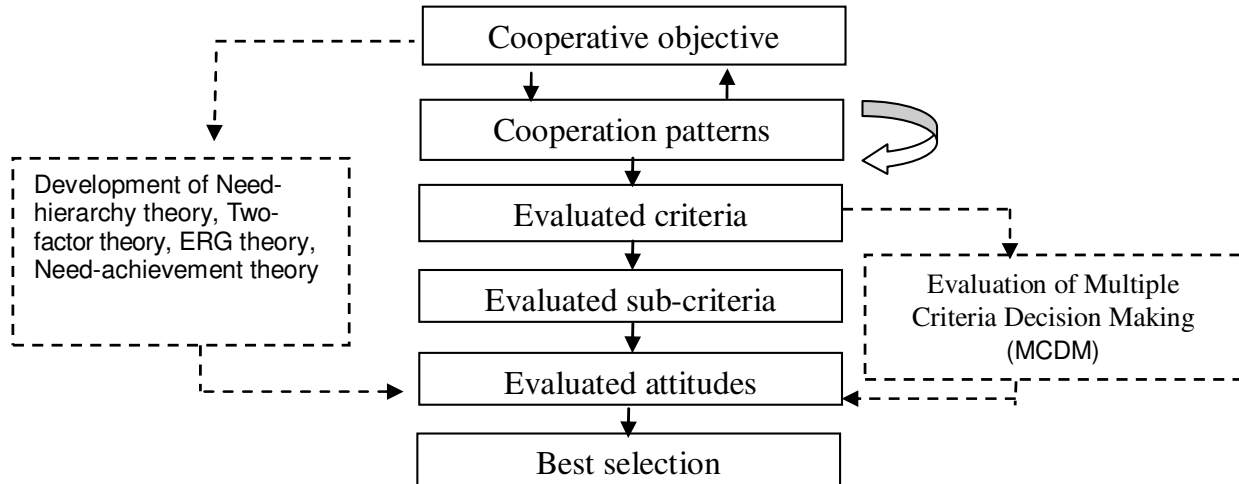 Cooperative objective
Cooperation patterns
Development of Need-
hierarchy theory, Two-
factor theory, ERG theory,
Need-achievement theory
Evaluated criteria
Evaluated sub-criteria
Evaluation of Multiple
Criteria Decision Making
(MCDM)
Evaluated attitudes
Best selection